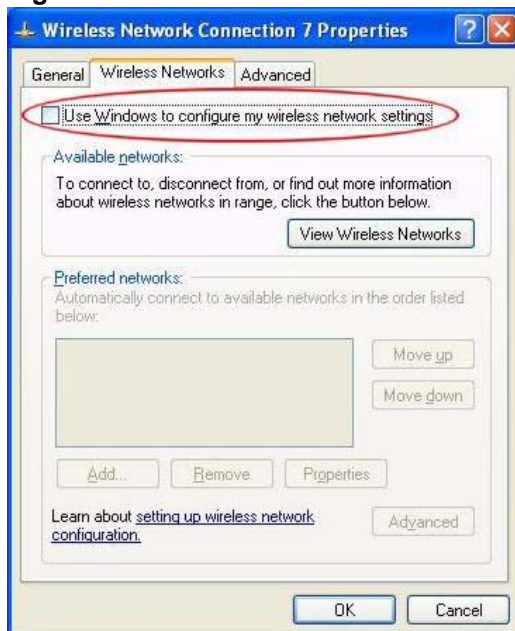 Wireless Network Connection 7 Properties
General Wireless Networks Advanced
Use Windows to configure my wireless network settings
Available networks:
To connect to, disconnect from, or find out more information
about wireless networks in range, click the button below.
View Wireless Networks
Preferred networks:
Automatically connect to available networks in the order listed
below:
Move up
Move down
Add... Remove Properties
Learn about setting up wireless network
configuration.
Advanced
OK Cancel